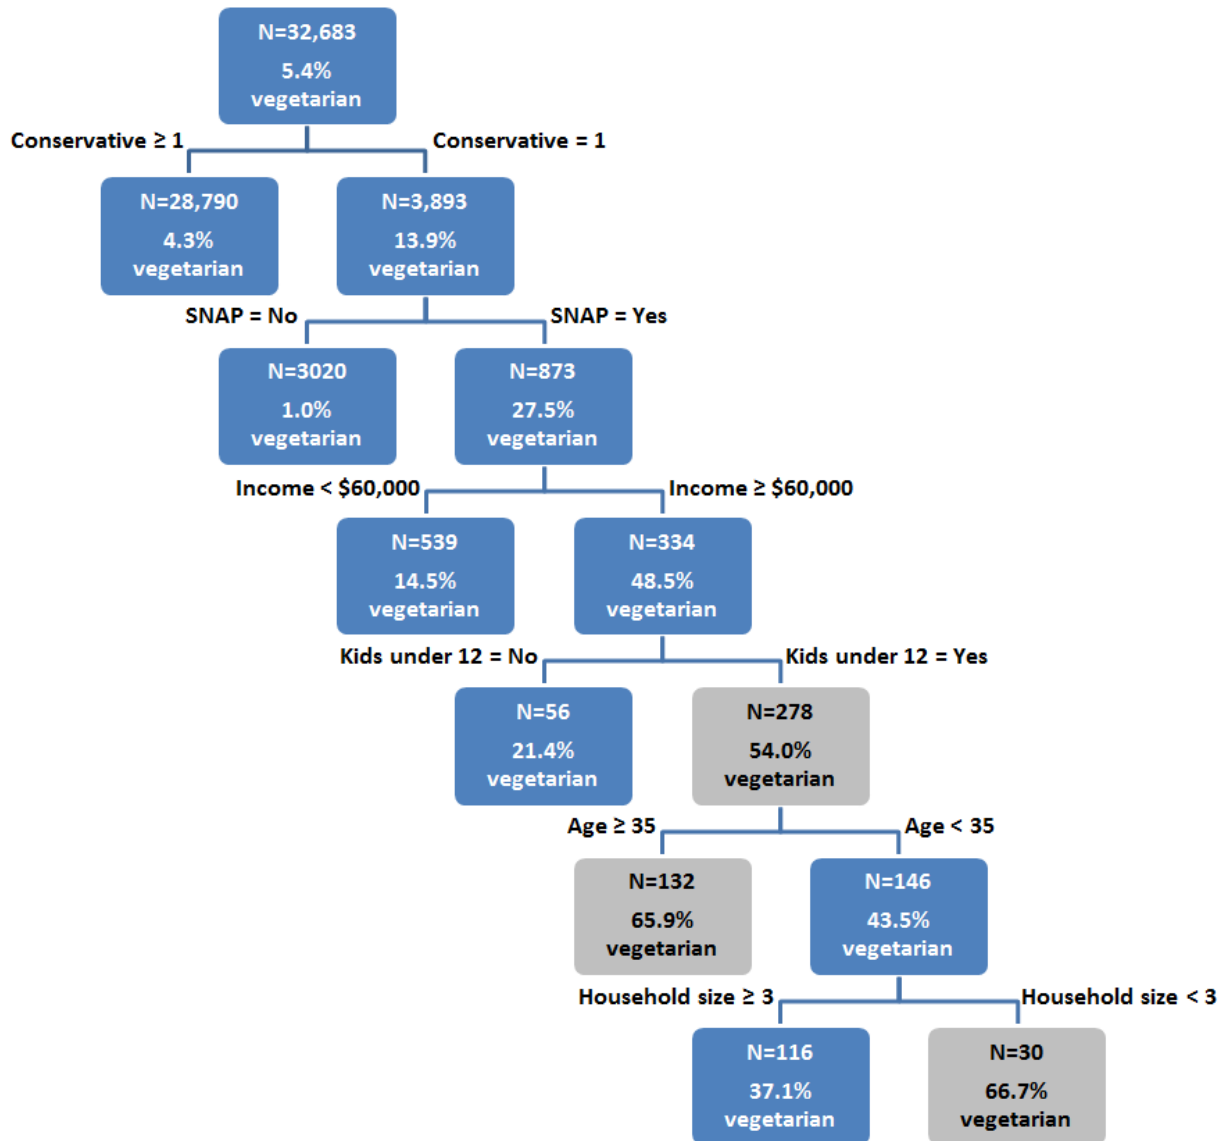 N=32,683
5.4%
vegetarian
Conservative ≥ 1
Conservative = 1
N=28,790
4.3%
vegetarian
N=3,893
13.9%
vegetarian
SNAP = No
SNAP = Yes
N=3020
1.0%
vegetarian
N=873
27.5%
vegetarian
Income < $60,000
Income ≥ $60,000
N=539
14.5%
vegetarian
N=334
48.5%
vegetarian
Kids under 12 = No
Kids under 12 = Yes
N=56
21.4%
vegetarian
N=278
54.0%
vegetarian
Age ≥ 35
Age < 35
N=132
65.9%
vegetarian
N=146
43.5%
vegetarian
Household size ≥ 3
Household size < 3
N=116
37.1%
vegetarian
N=30
66.7%
vegetarian